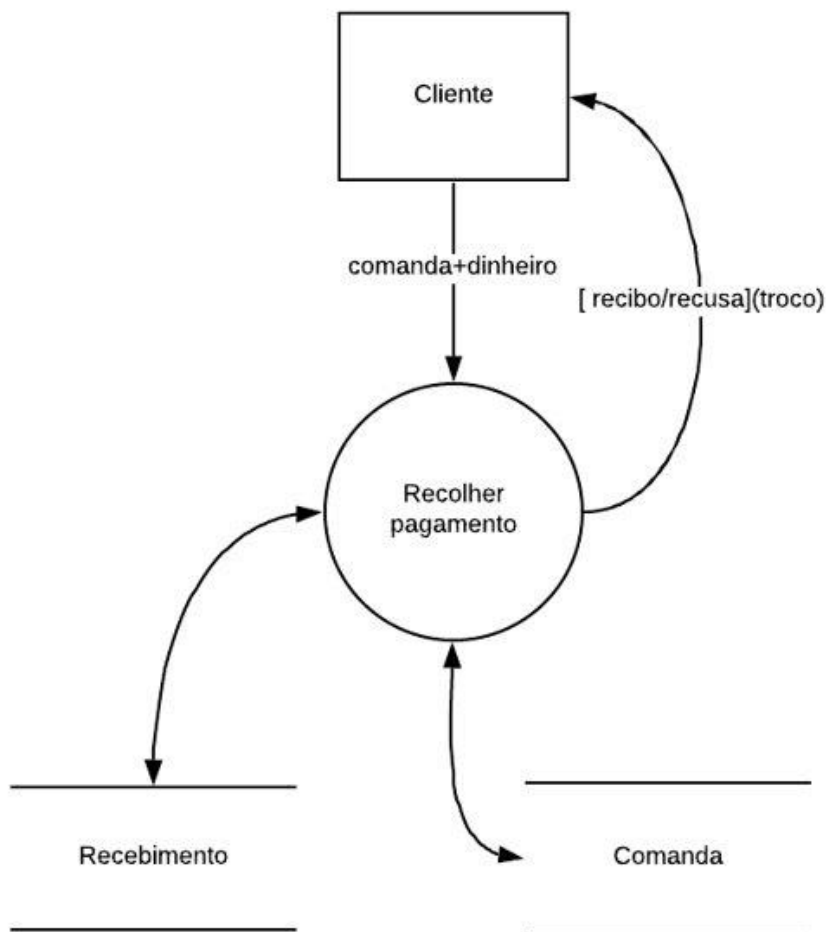 Cliente
comanda+dinheiro
[ recibo/recusa](troco)
Recolher
pagamento
Recebimento
Comanda